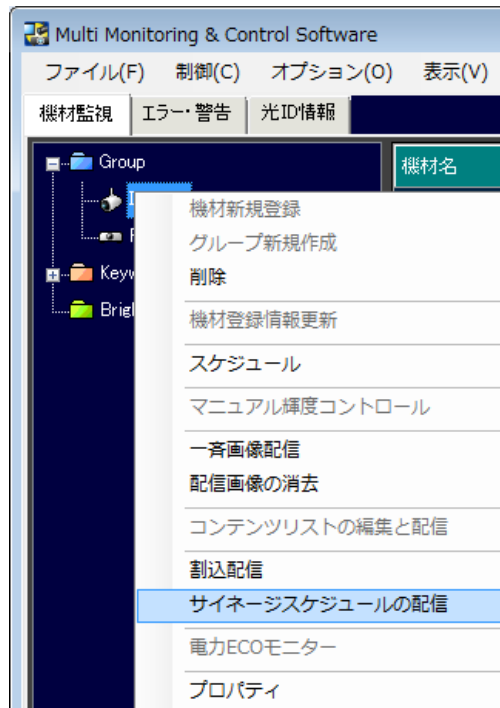 Multi Monitoring & Control Software
ファイル(F) 制御(C) オプション(O) 表示(V)
機材監視 エラー・警告 光ID情報
Group
機材名
機材新規登録
グループ新規作成
削除
機材登録情報更新
スケジュール
マニュアル輝度コントロール
一斉画像配信
配信画像の消去
コンテンツリストの編集と配信
割込配信
サイネージスケジュールの配信
電力ECOモニター
プロパティ